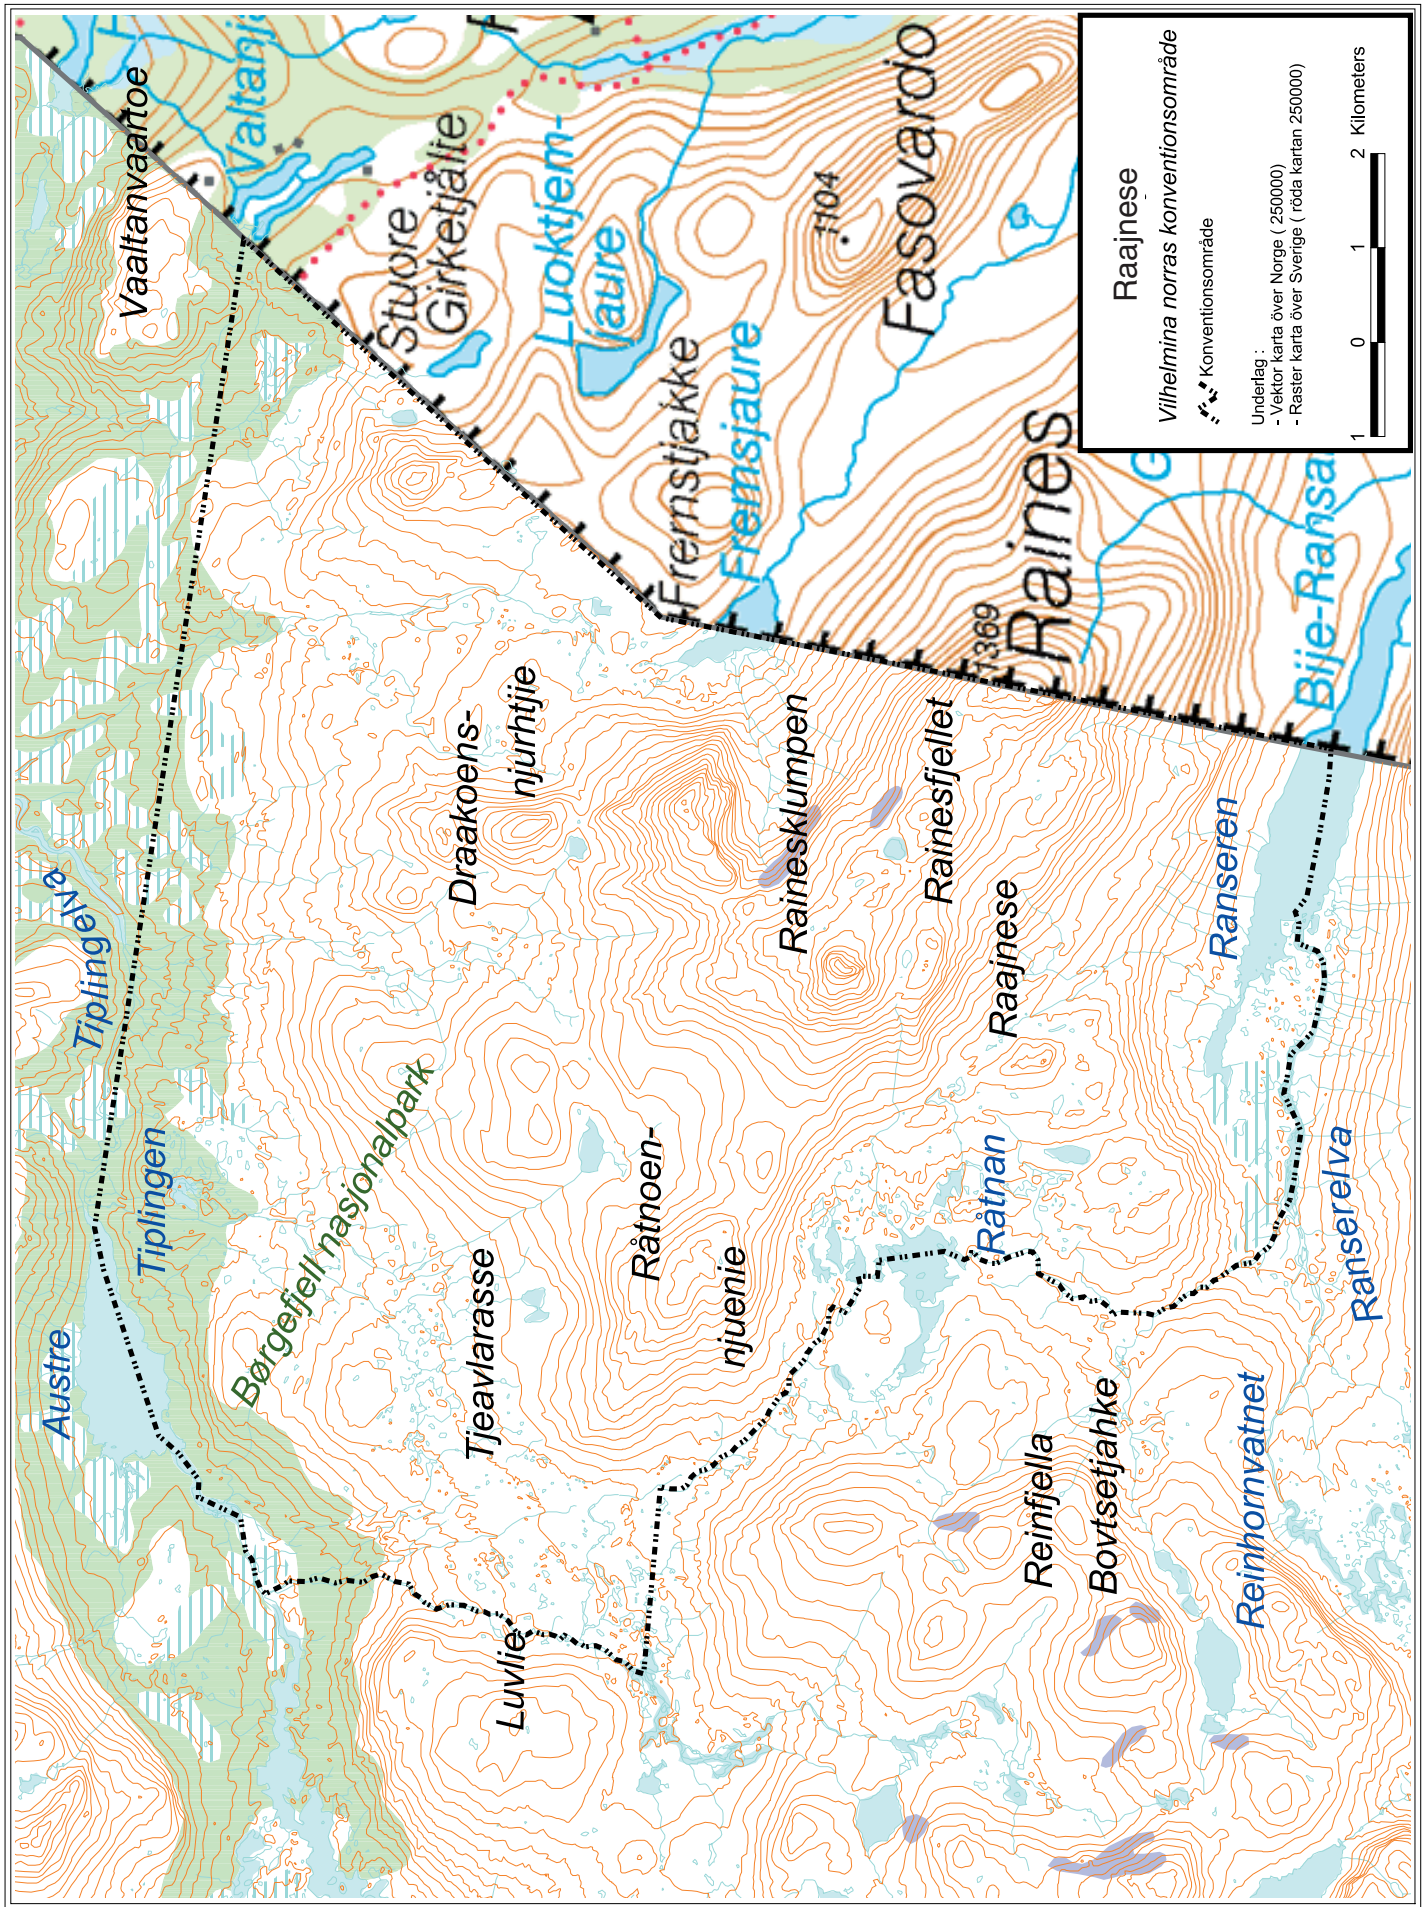 Austre
Tiplingen
Tiplingelva
Vaaltanvaartoe
Valtanj
H
Børgefjell nasjonalpark
Luvlie
Tjeavlarasse
Draakoens-
njurhtjie
Råtnoen-
njuenie
Stuore
Girketjålte
Luoktjem-
jaure
Fremstjakke
Fremsjaure
1104
Fasovardo
Rainesklumpen
Rainesfjellet
Raajnese
1369
Raines
Råtnan
Reinfjella
Bovtsetjahke
Reinhornvatnet
Ranseren
Ranserelva
G
Bije-Ransa
Raajnese
Vilhelmina norras konventionsområde
Konventionsområde
Underlag :
- Vektor karta över Norge ( 250000)
- Raster karta över Sverige ( röda kartan 250000)
1 0 1 2 Kilometers